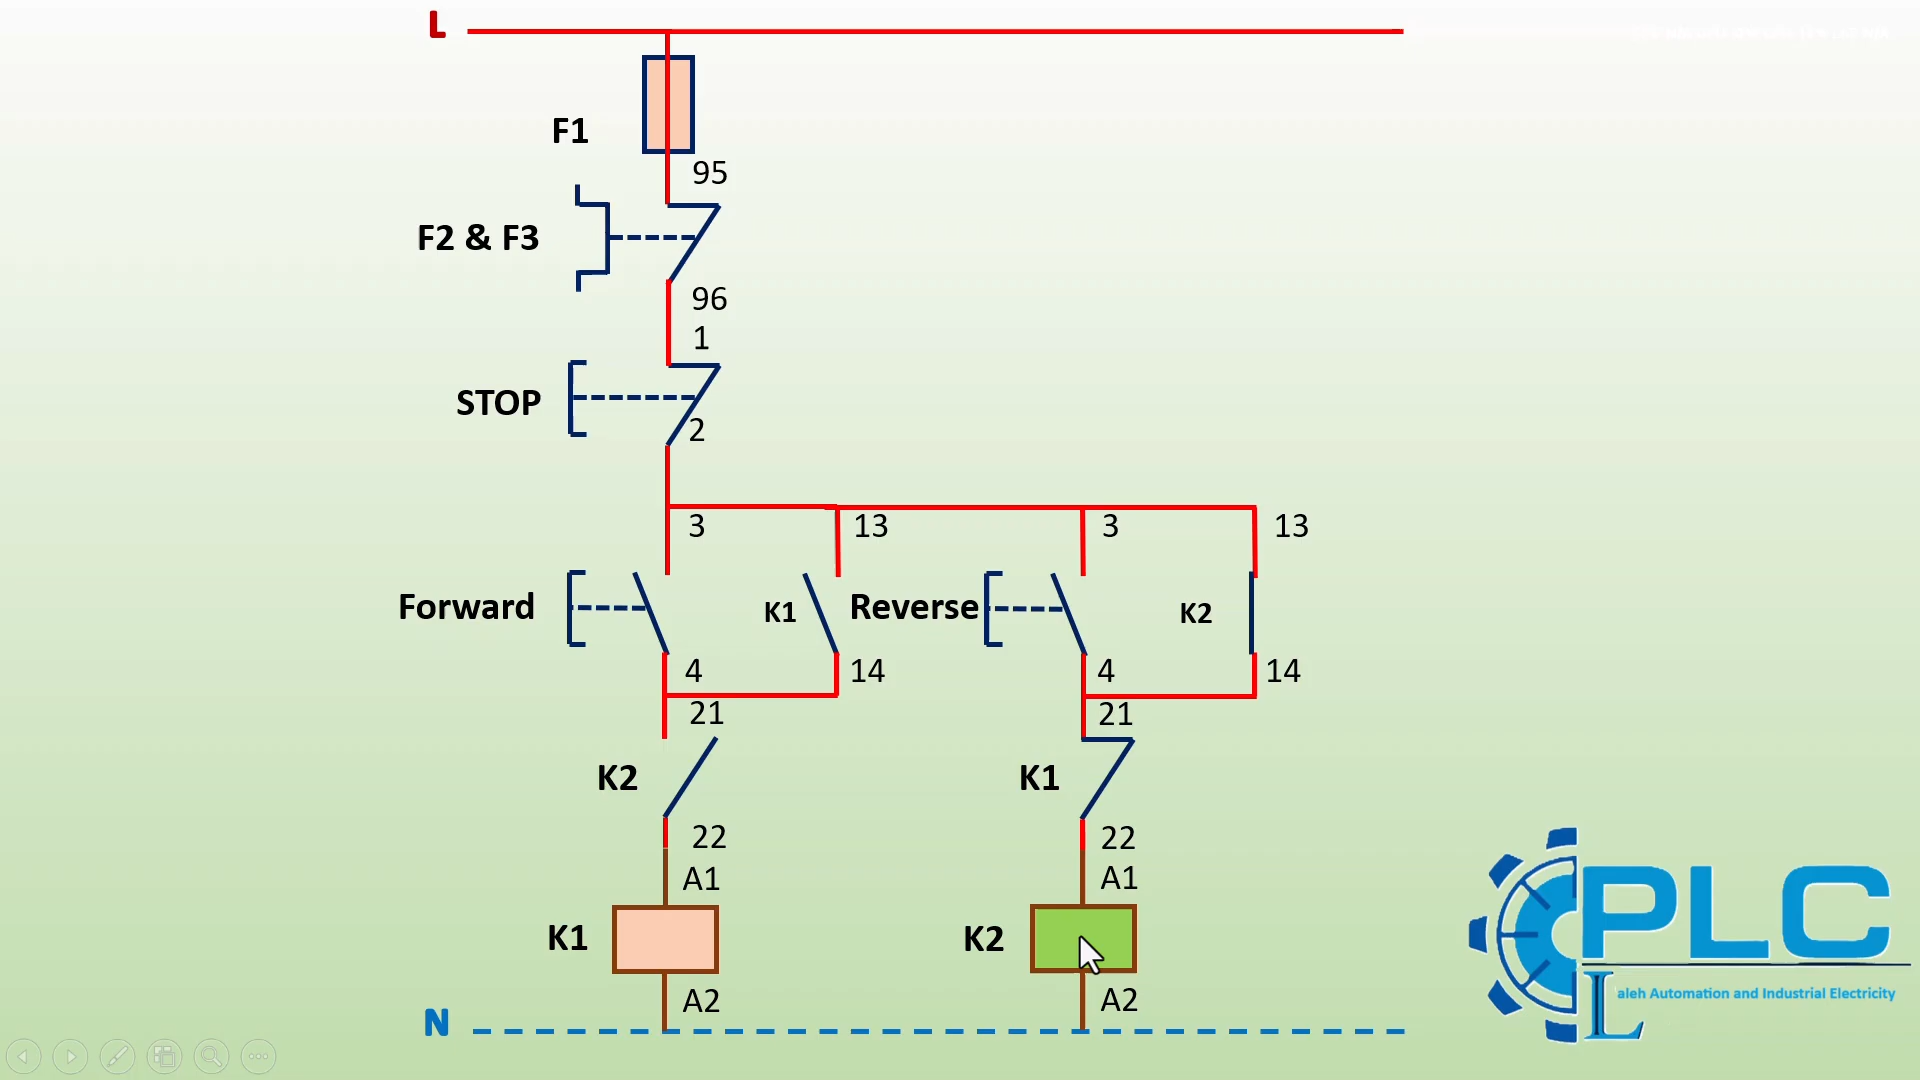 L
F1
95
F2 & F3
96
1
STOP
2
3
13
3
13
Forward
K1
Reverse
K2
4
14
4
14
21
21
K2
K1
22
22
A1
A1
K1
K2
A2
A2
N
PLC
L aleh Automation and Industrial Electricity